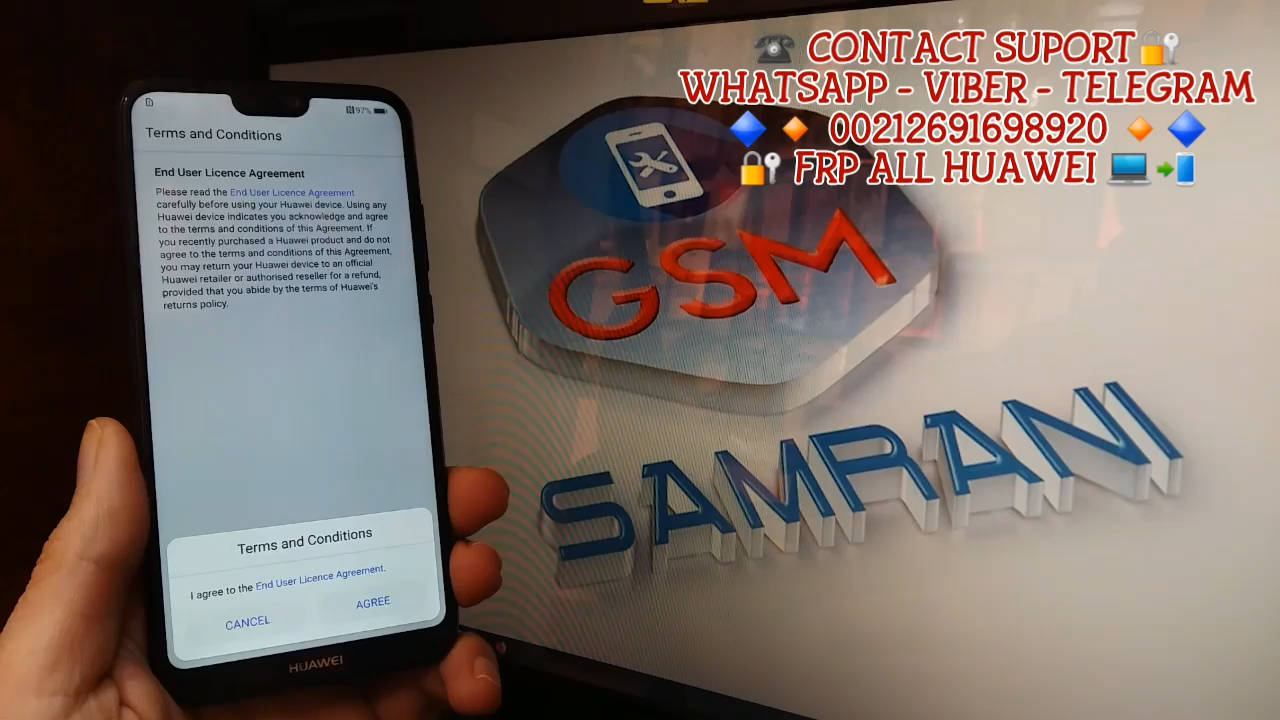 ☎ CONTACT SUPORT🔐
WHATSAPP - VIBER - TELEGRAM
🔷🔸 00212691698920 🔸🔷
🔐 FRP ALL HUAWEI 💻📲
97%
Terms and Conditions
End User Licence Agreement
Please read the End User Licence Agreement
carefully before using your Huawei device. Using any
Huawei device indicates you acknowledge and agree
to the terms and conditions of this Agreement. If
you recently purchased a Huawei product and do not
agree to the terms and conditions of this Agreement,
you may return your Huawei device to an official
Huawei retailer or authorised reseller for a refund,
provided that you abide by the terms of Huawei's
returns policy.
Terms and Conditions
I agree to the End User Licence Agreement.
CANCEL AGREE
HUAWEI
GSM
SAMRANI